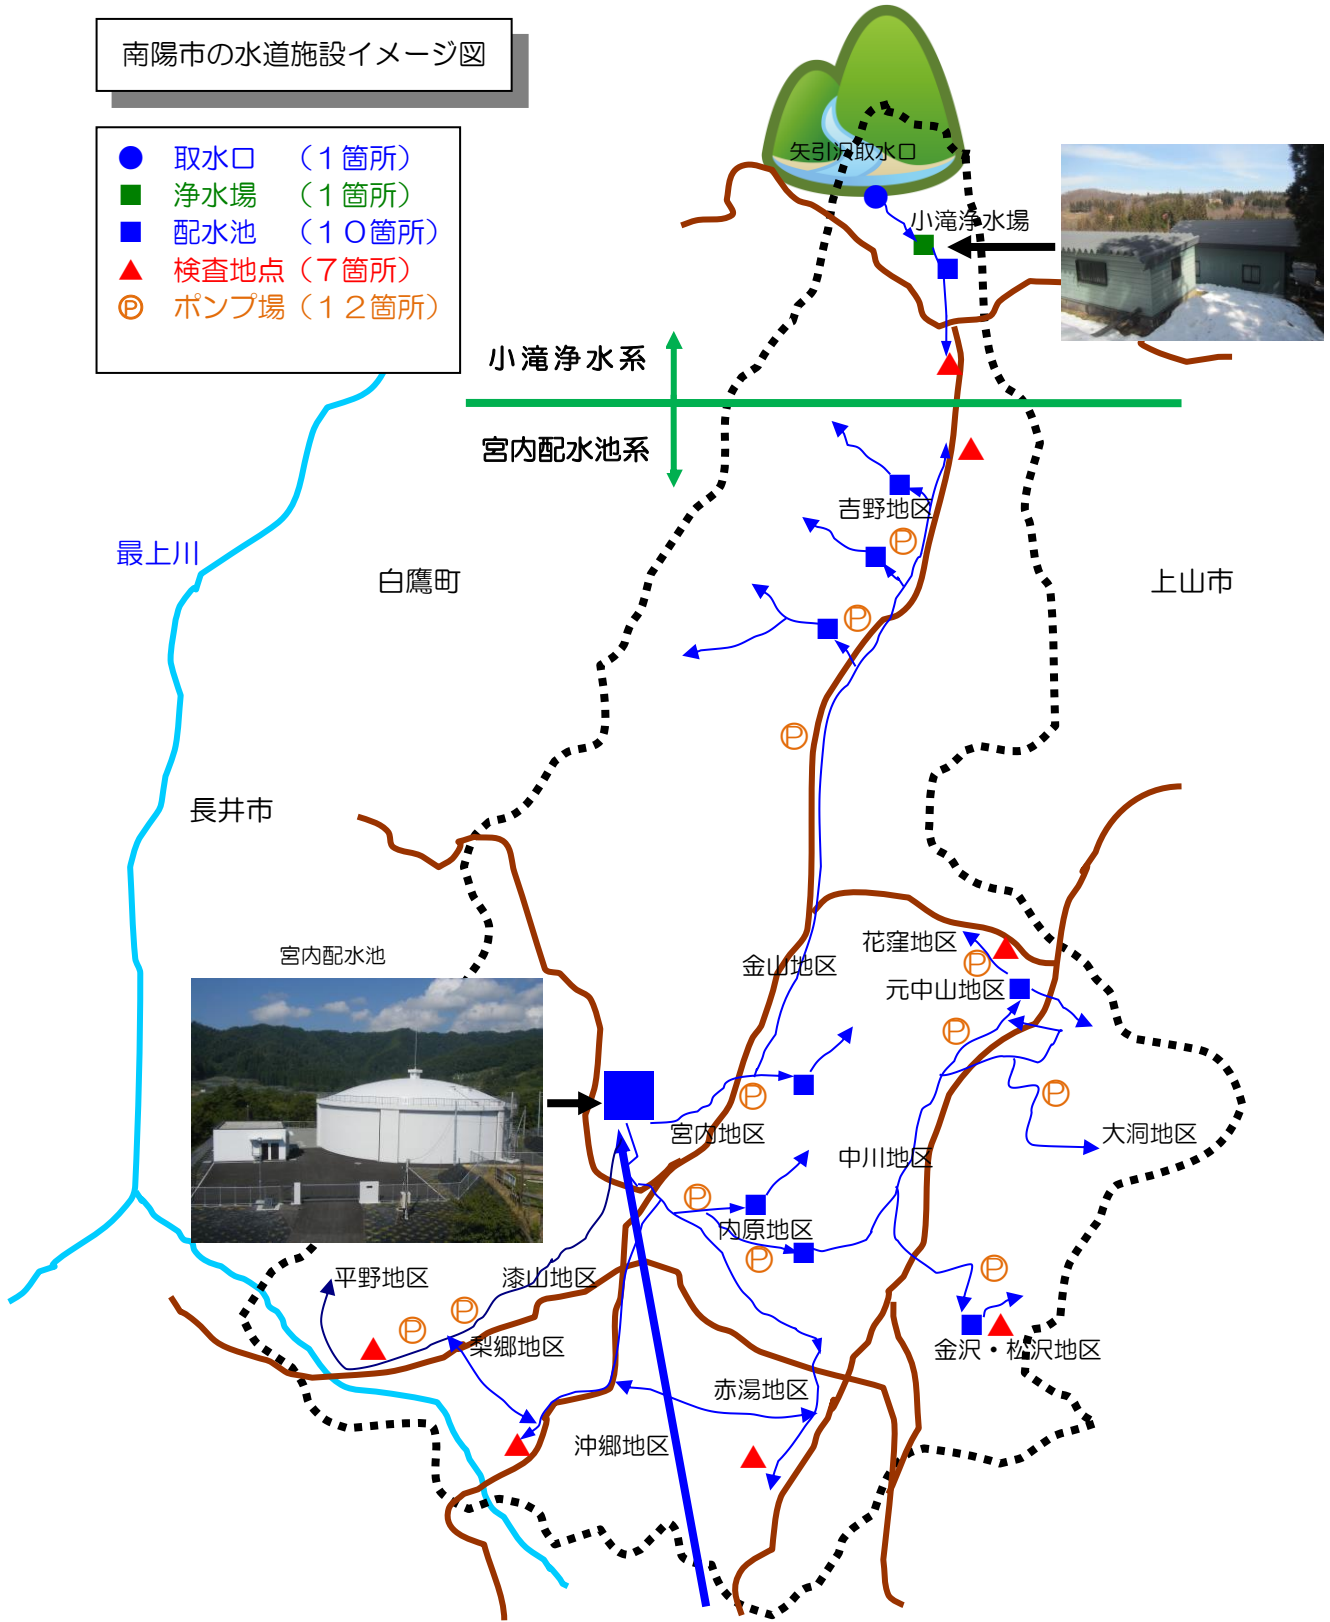 南陽市の水道施設イメージ図
取水口 （１箇所）
浄水場 （１箇所）
配水池 （１０箇所）
検査地点（７箇所）
Ⓟ ポンプ場（１２箇所）
矢引沢取水口
小滝浄水場
小滝浄水系
宮内配水池系
吉野地区
Ⓟ
最上川
白鷹町
上山市
Ⓟ
Ⓟ
長井市
花窪地区
宮内配水池
金山地区
Ⓟ
元中山地区
Ⓟ
Ⓟ
Ⓟ
宮内地区
大洞地区
中川地区
Ⓟ
内原地区
Ⓟ
Ⓟ
平野地区
漆山地区
Ⓟ
Ⓟ
梨郷地区
金沢・松沢地区
赤湯地区
沖郷地区